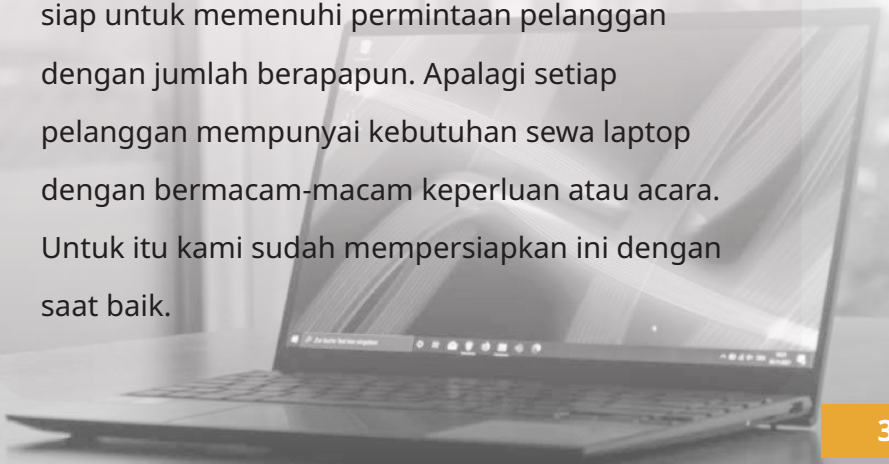 siap untuk memenuhi permintaan pelanggan
dengan jumlah berapapun. Apalagi setiap
pelanggan mempunyai kebutuhan sewa laptop
dengan bermacam-macam keperluan atau acara.
Untuk itu kami sudah mempersiapkan ini dengan
saat baik.
3